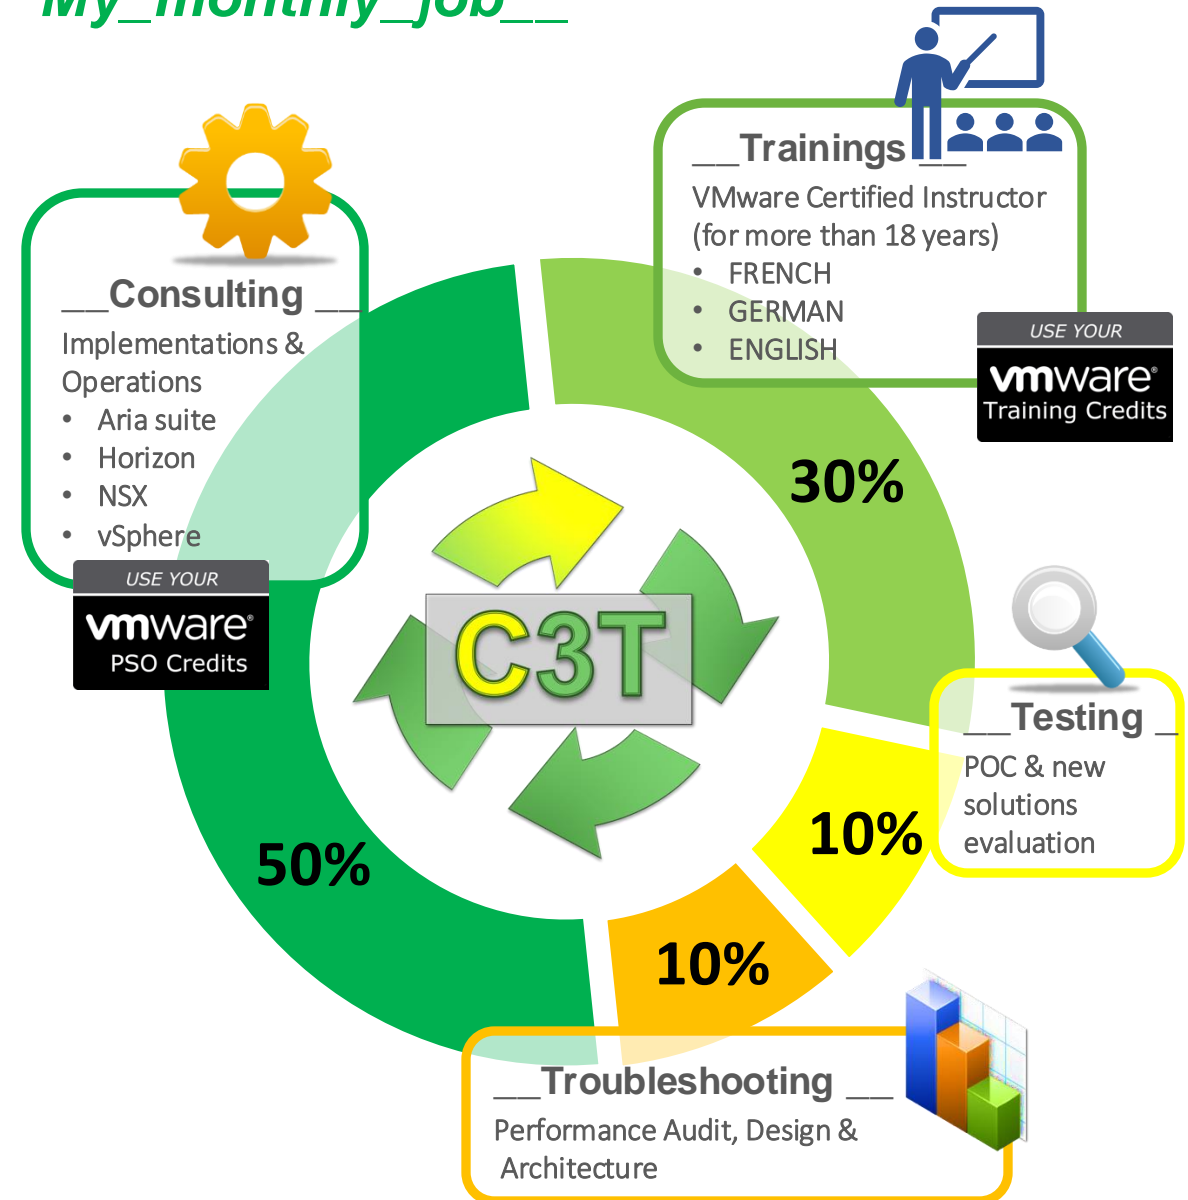 My_monthly_job__
__Trainings __
VMware Certified Instructor
(for more than 18 years)
• FRENCH
• GERMAN
• ENGLISH
USE YOUR
vmware®
Training Credits
__Consulting __
Implementations &
Operations
• Aria suite
• Horizon
• NSX
• vSphere
USE YOUR
vmware®
PSO Credits
30%
C3T
__Testing _
POC & new
solutions
evaluation
10%
50%
10%
__Troubleshooting __
Performance Audit, Design &
Architecture